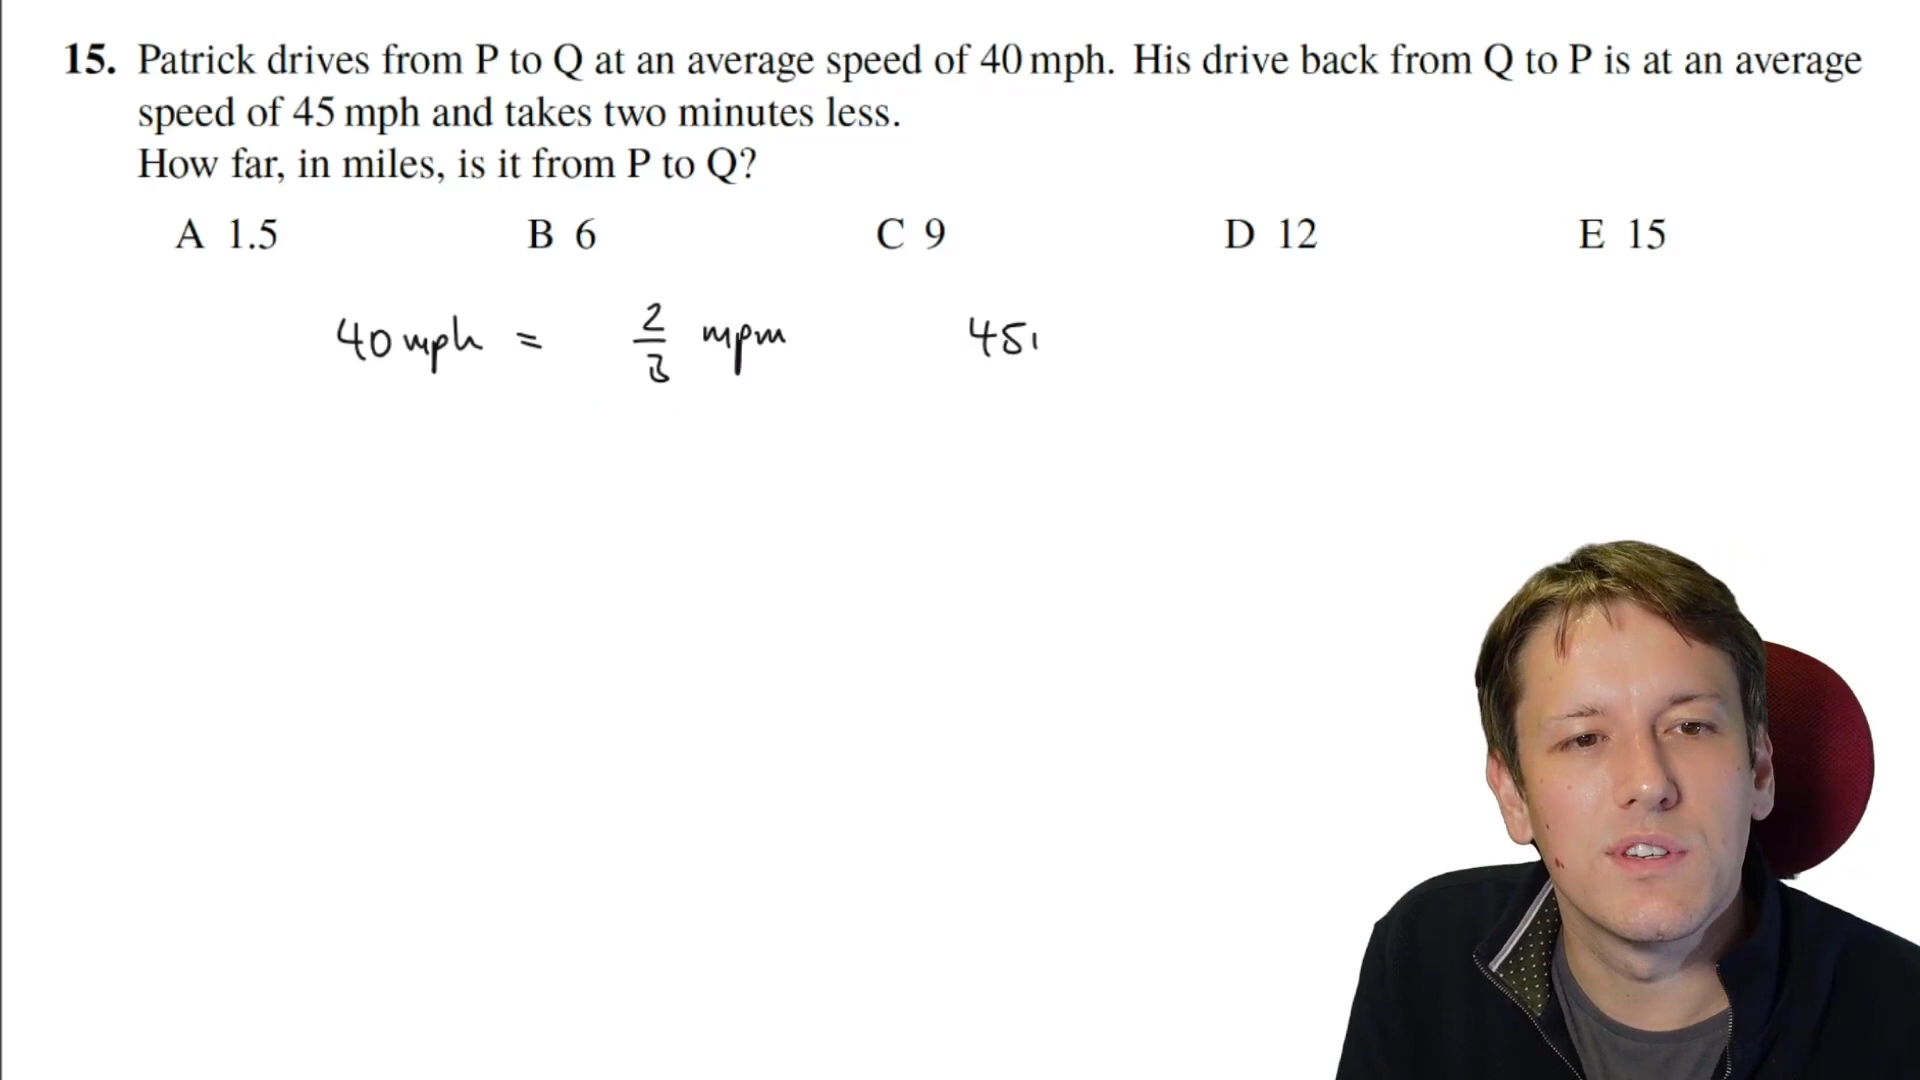 15. Patrick drives from P to Q at an average speed of 40 mph. His drive back from Q to P is at an average
speed of 45 mph and takes two minutes less.
How far, in miles, is it from P to Q?
A 1.5 B 6 C 9 D 12 E 15
40 mph = 2/3 mpm 45